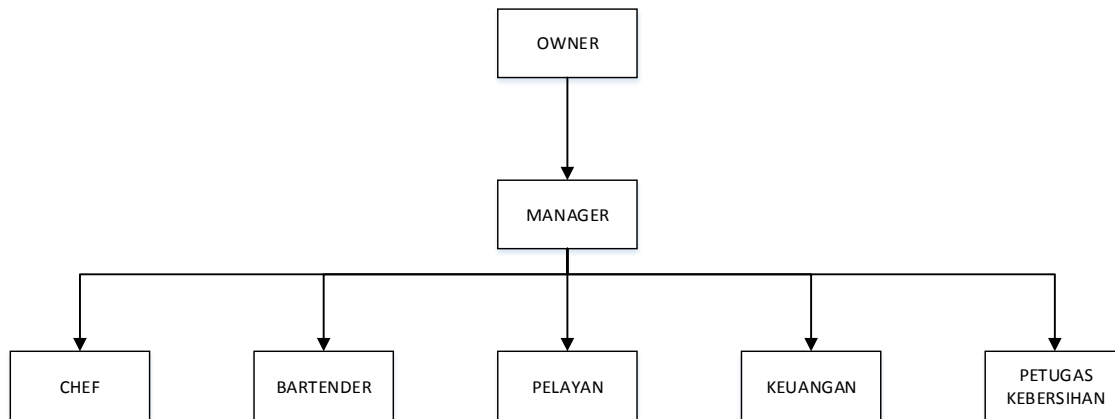 OWNER
MANAGER
CHEF
BARTENDER
PELAYAN
KEUANGAN
PETUGAS
KEBERSIHAN